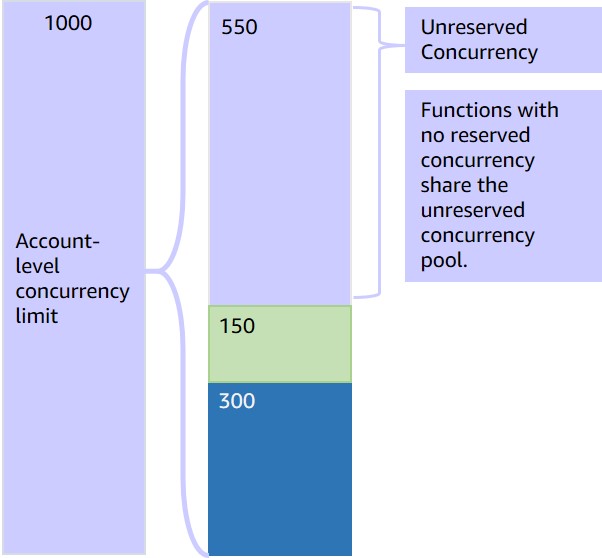 1000
Account-
level
concurrency
limit
550
150
300
Unreserved
Concurrency
Functions with
no reserved
concurrency
share the
unreserved
concurrency
pool.